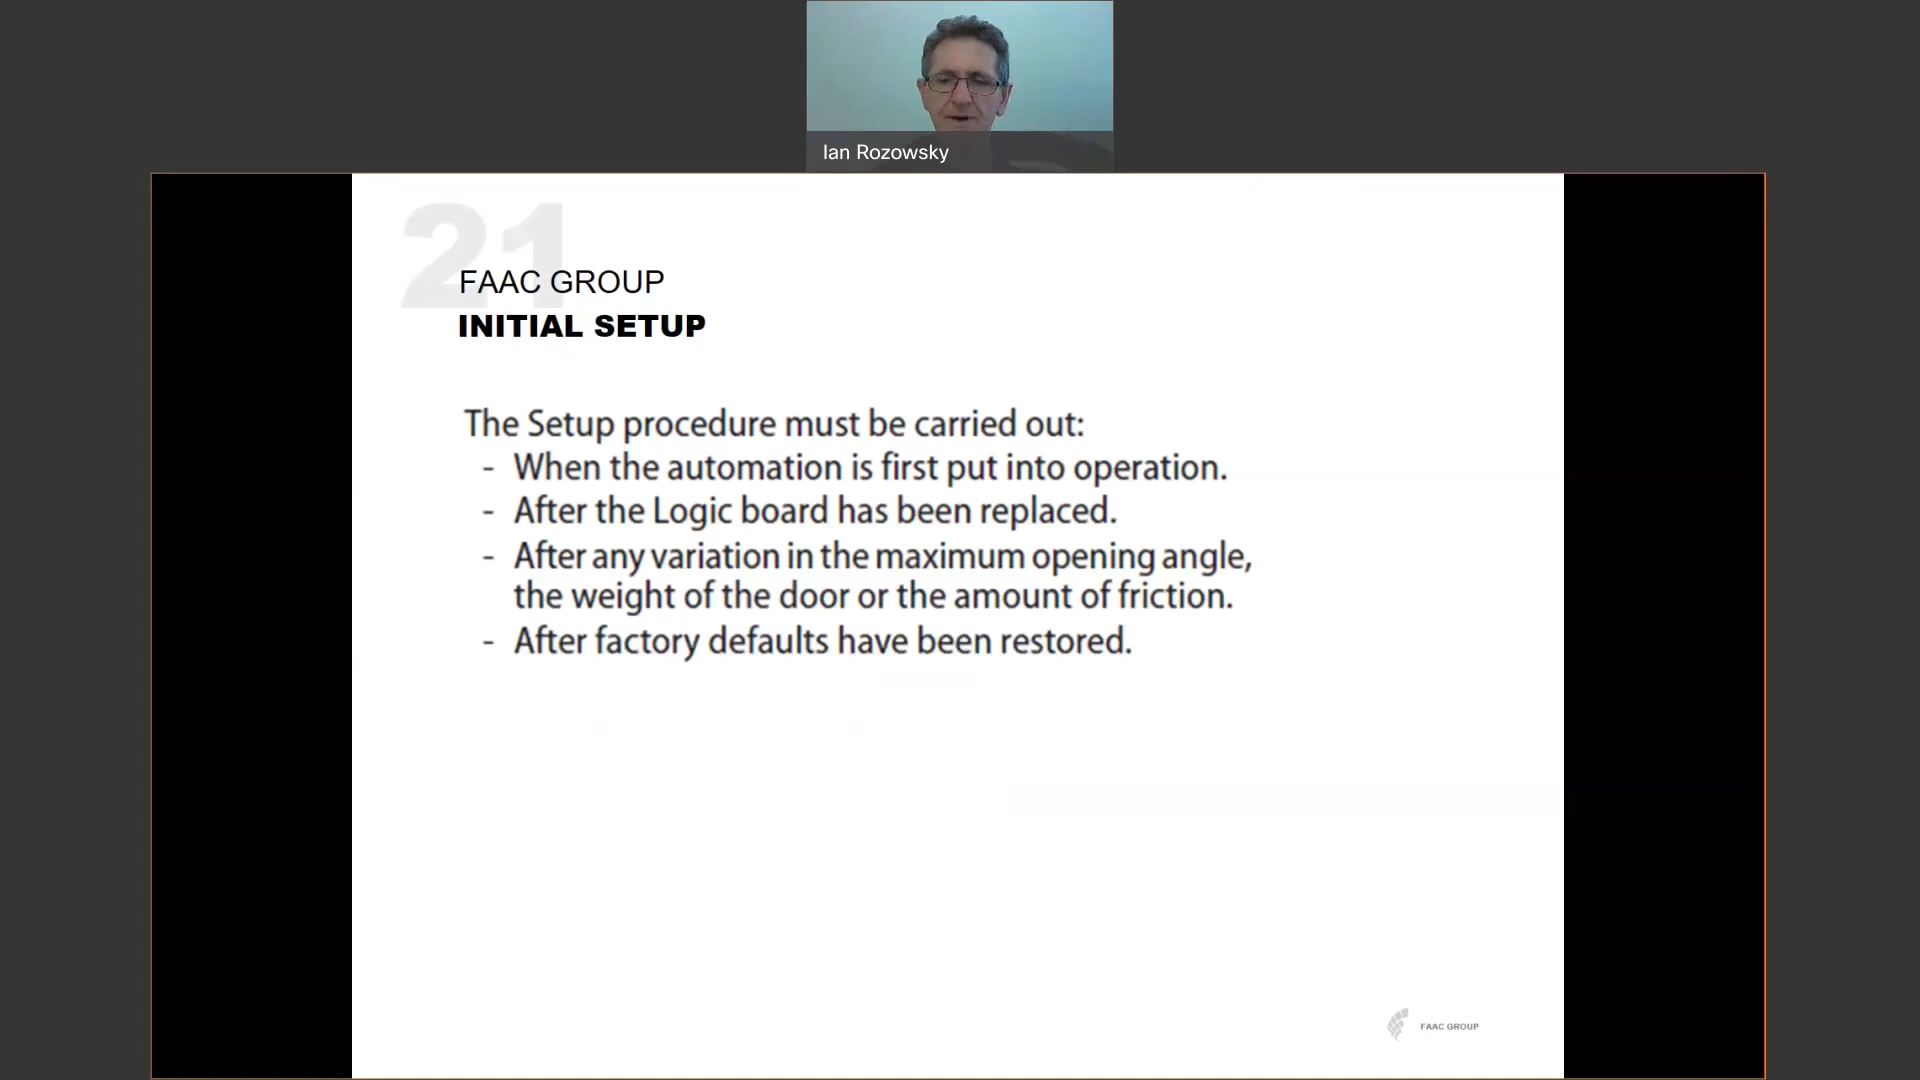 Ian Rozowsky
21
FAAC GROUP
INITIAL SETUP
The Setup procedure must be carried out:
- When the automation is first put into operation.
- After the Logic board has been replaced.
- After any variation in the maximum opening angle,
the weight of the door or the amount of friction.
- After factory defaults have been restored.
FAAC GROUP